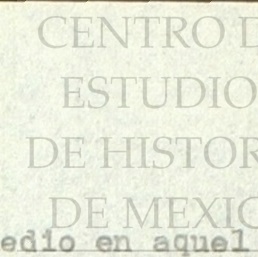 CENTRO D
ESTUDIO
DE HISTOR
DE MEXIC
edio en aquel